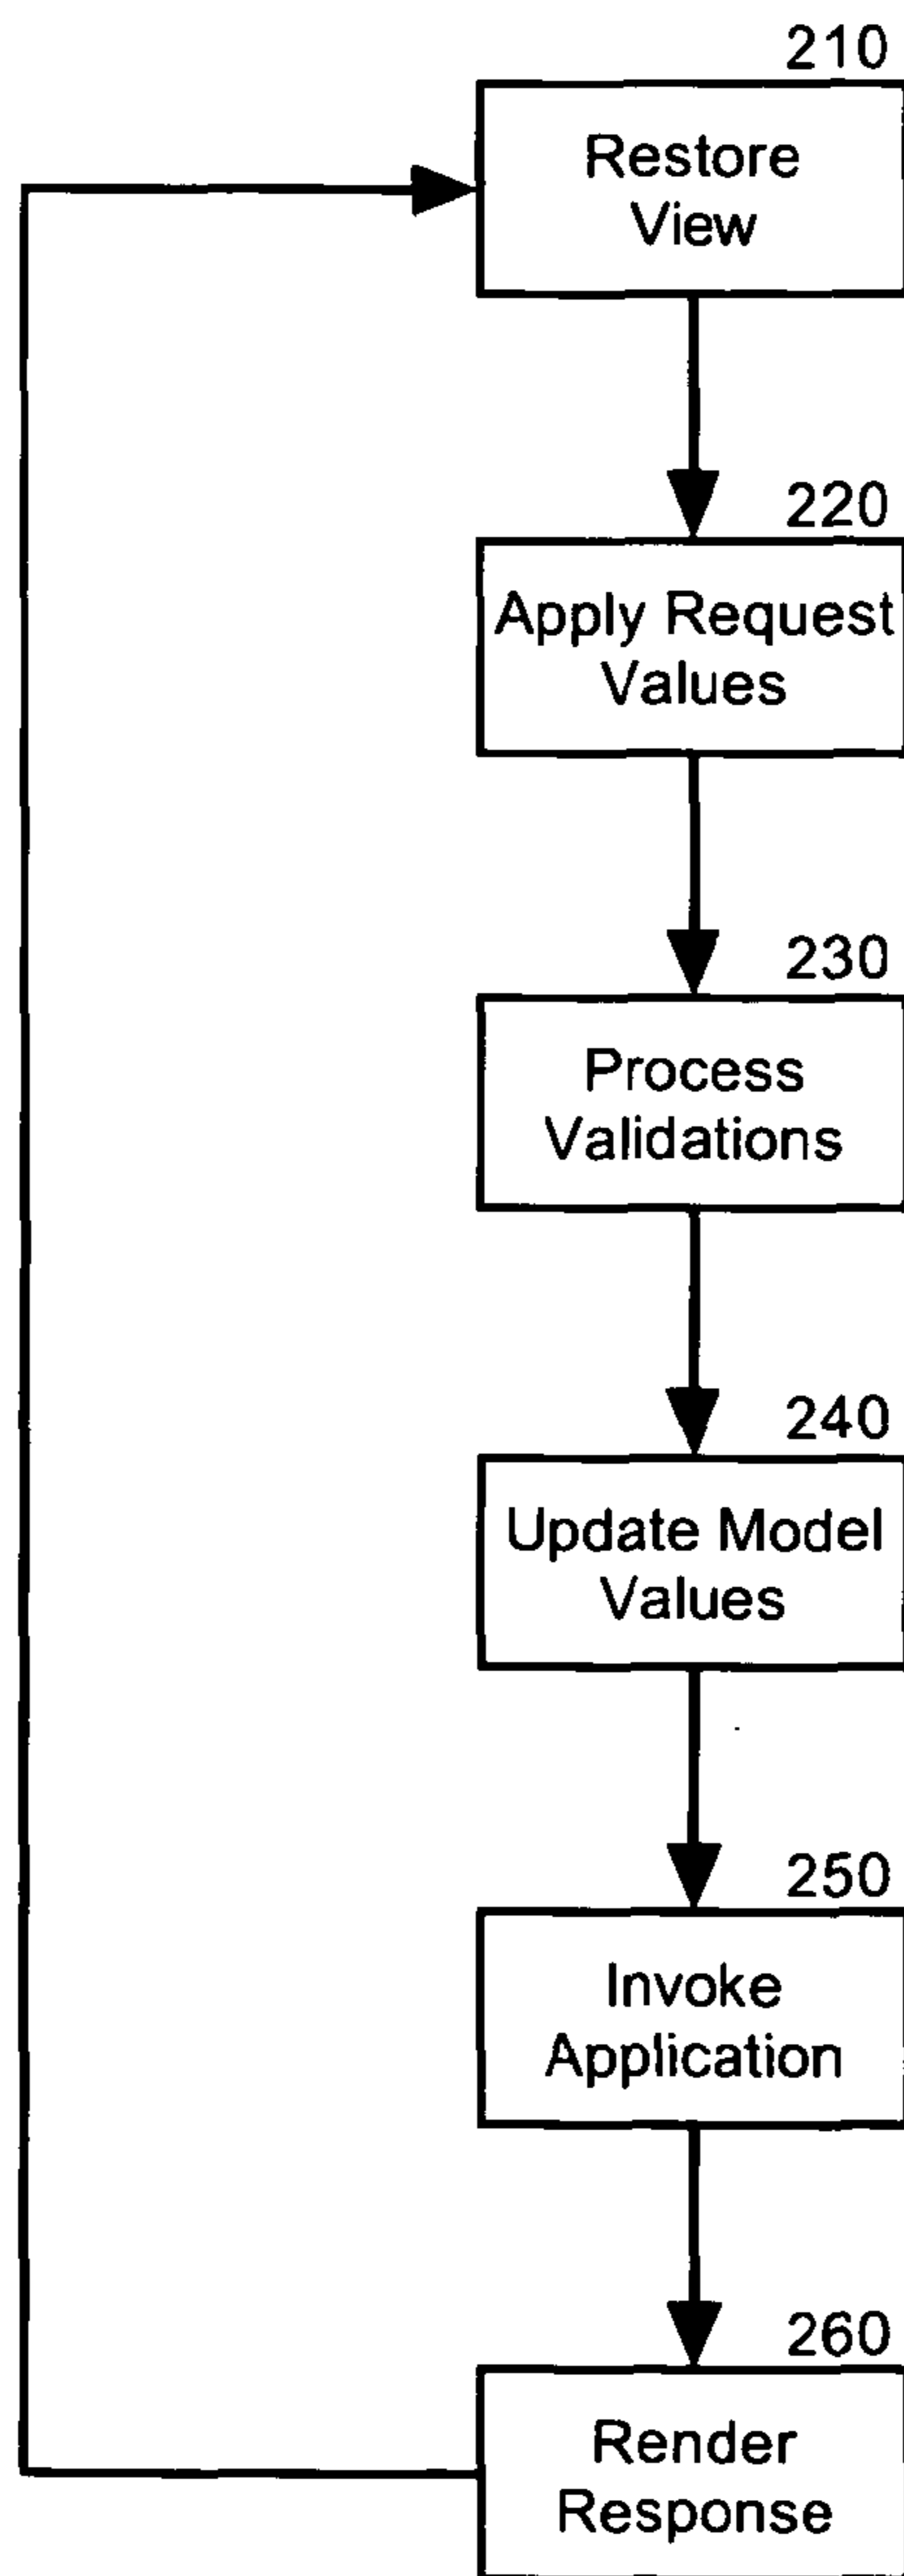 210
Restore
View
220
Apply Request
Values
230
Process
Validations
240
Update Model
Values
250
Invoke
Application
260
Render
Response